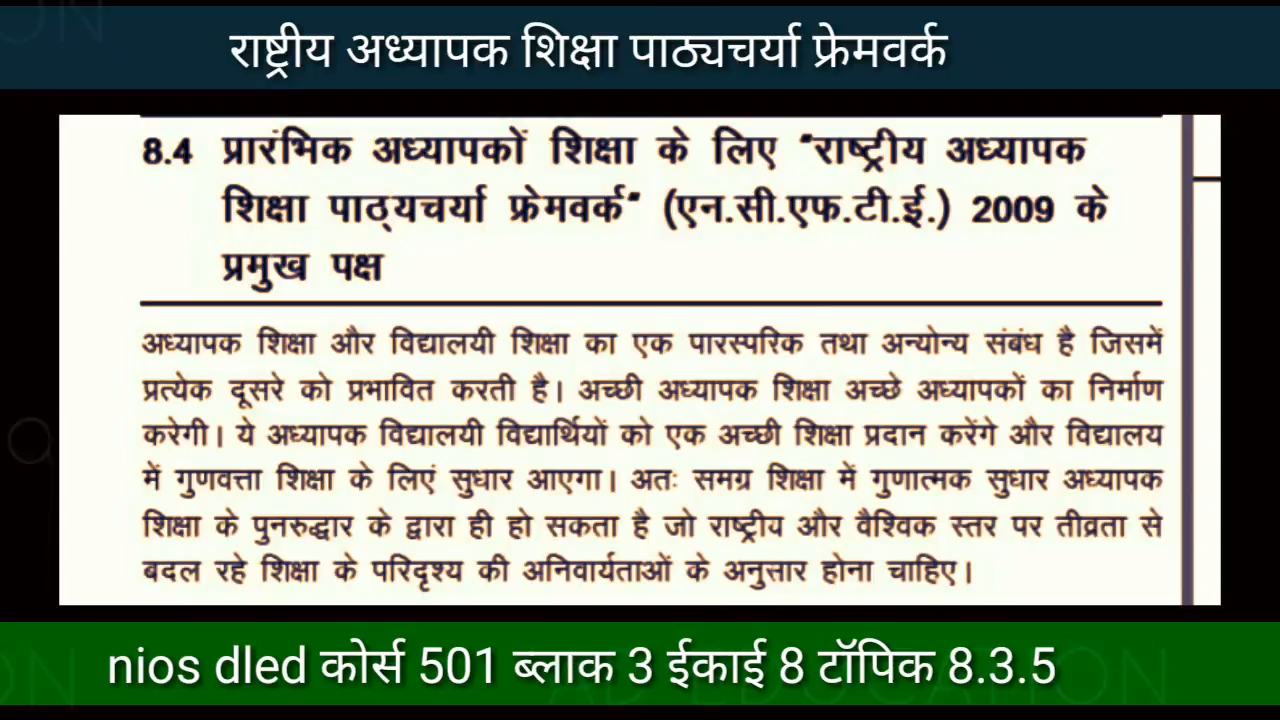 राष्ट्रीय अध्यापक शिक्षा पाठ्यचर्या फ्रेमवर्क
8.4 प्रारंभिक अध्यापकों शिक्षा के लिए "राष्ट्रीय अध्यापक
शिक्षा पाठ्यचर्या फ्रेमवर्क" (एन.सी.एफ.टी.ई.) 2009 के
प्रमुख पक्ष
अध्यापक शिक्षा और विद्यालयी शिक्षा का एक पारस्परिक तथा अन्योन्य संबंध है जिसमें
प्रत्येक दूसरे को प्रभावित करती है। अच्छी अध्यापक शिक्षा अच्छे अध्यापकों का निर्माण
करेगी। ये अध्यापक विद्यालयी विद्यार्थियों को एक अच्छी शिक्षा प्रदान करेंगे और विद्यालय
में गुणवत्ता शिक्षा के लिएं सुधार आएगा। अतः समग्र शिक्षा में गुणात्मक सुधार अध्यापक
शिक्षा के पुनरुद्धार के द्वारा ही हो सकता है जो राष्ट्रीय और वैश्विक स्तर पर तीव्रता से
बदल रहे शिक्षा के परिदृश्य की अनिवार्यताओं के अनुसार होना चाहिए।
nios dled कोर्स 501 ब्लाक 3 ईकाई 8 टॉपिक 8.3.5